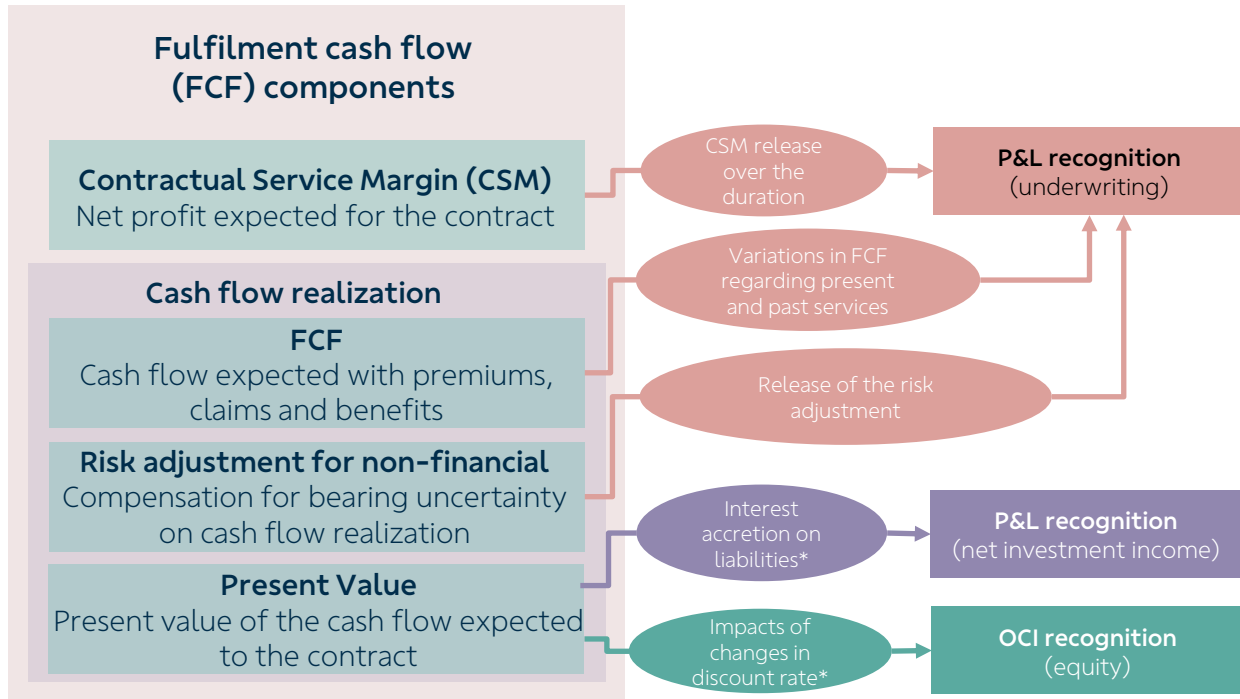 Fulfilment cash flow
(FCF) components
Contractual Service Margin (CSM)
Net profit expected for the contract
CSM release
over the
duration
P&L recognition
(underwriting)
Cash flow realization
FCF
Cash flow expected with premiums,
claims and benefits
Variations in FCF
regarding present
and past services
Risk adjustment for non-financial
Compensation for bearing uncertainty
on cash flow realization
Release of the risk
adjustment
Present Value
Present value of the cash flow expected
to the contract
Interest
accretion on
liabilities*
P&L recognition
(net investment income)
Impacts of
changes in
discount rate*
OCI recognition
(equity)